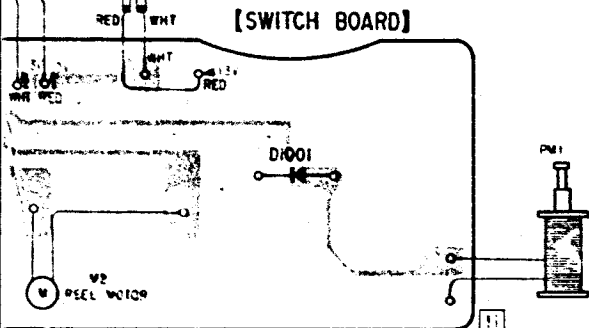 [SWITCH BOARD]
RED WHT
WHT
RED
WHT RED
D1001
PM1
M2
M REEL MOTOR